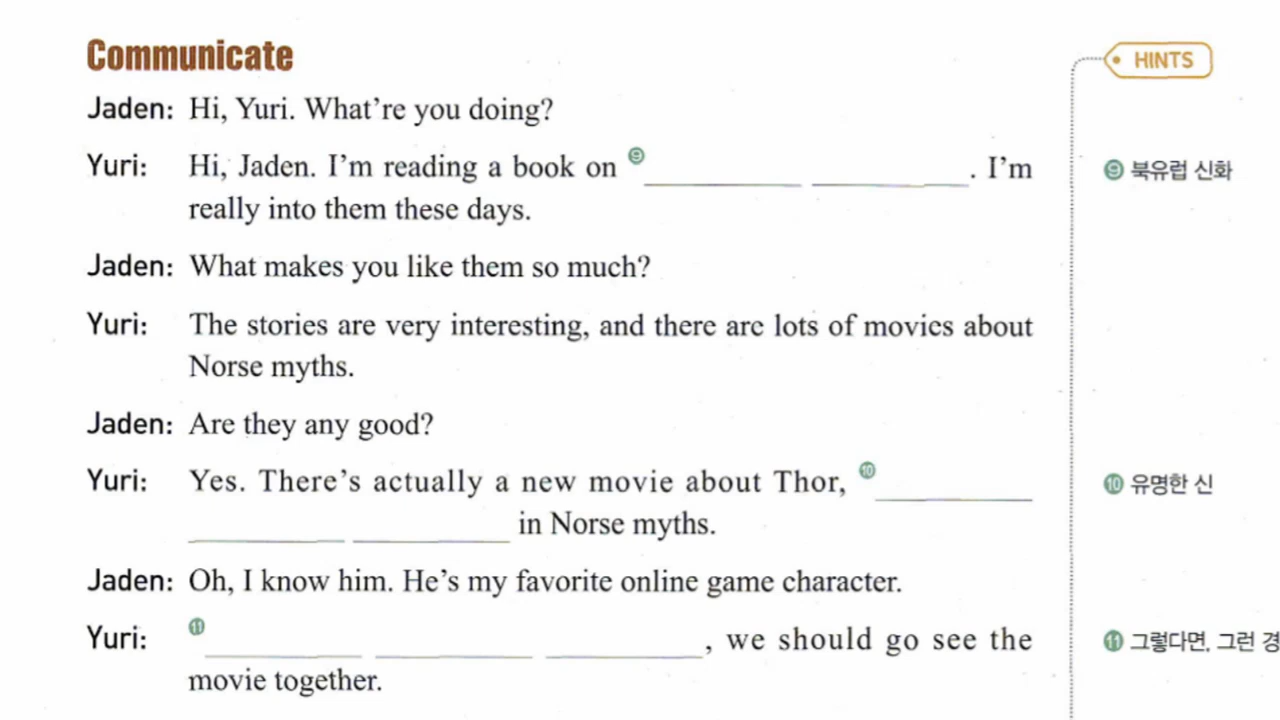 Communicate
HINTS
Jaden: Hi, Yuri. What're you doing?
Yuri: Hi, Jaden. I'm reading a book on ⑨ ________ ________. I'm
⑨ 북유럽 신화
really into them these days.
Jaden: What makes you like them so much?
Yuri: The stories are very interesting, and there are lots of movies about
Norse myths.
Jaden: Are they any good?
Yuri: Yes. There's actually a new movie about Thor, ⑩ ________
⑩ 유명한 신
________ ________ in Norse myths.
Jaden: Oh, I know him. He's my favorite online game character.
Yuri: ⑪ ________ ________ ________, we should go see the
⑪ 그렇다면, 그런 경
movie together.